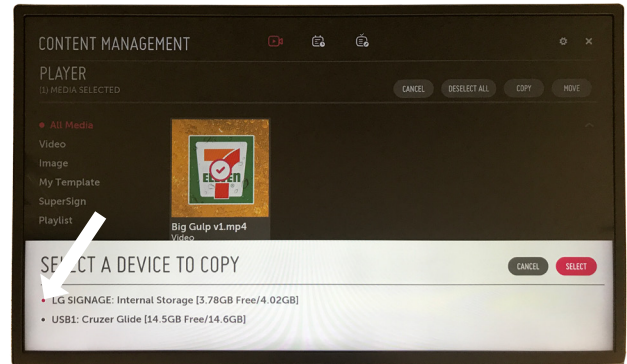 CONTENT MANAGEMENT
PLAYER
(1) MEDIA SELECTED
CANCEL DESELECT ALL COPY MOVE
All Media
Video
Image
My Template
SuperSign
Playlist
7
ELEVEN
Big Gulp v1.mp4
Video
SELECT A DEVICE TO COPY
CANCEL SELECT
LG SIGNAGE: Internal Storage [3.78GB Free/4.02GB]
USB1: Cruzer Glide [14.5GB Free/14.6GB]